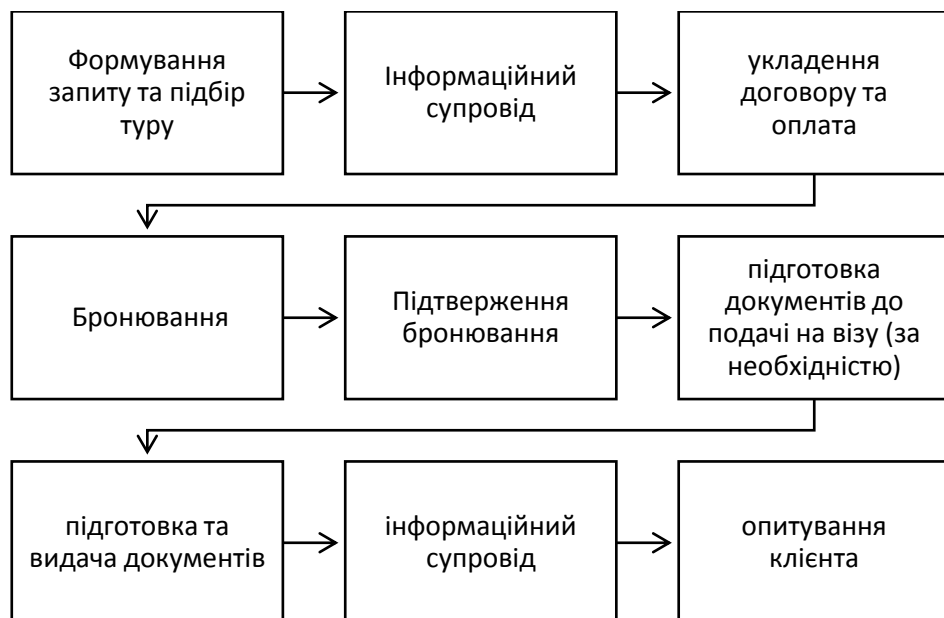 Формування
запиту та підбір
туру
Інформаційний
супровід
укладення
договору та
оплата
Бронювання
Підтверження
бронювання
підготовка
документів до
подачі на візу (за
необхідністю)
підготовка та
видача документів
інформаційний
супровід
опитування
клієнта